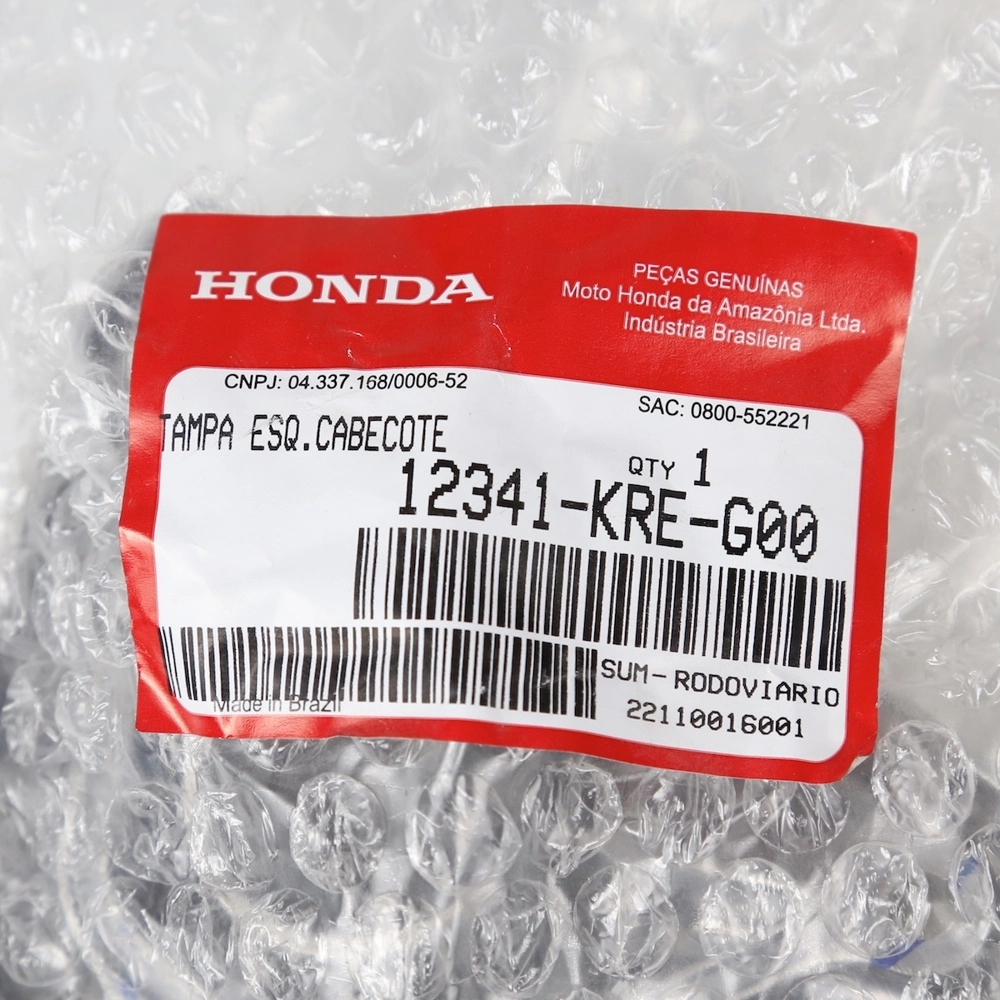 HONDA
PEÇAS GENUÍNAS
Moto Honda da Amazônia Ltda.
Indústria Brasileira
CNPJ: 04.337.168/0006-52
SAC: 0800-552221
TAMPA ESQ.CABECOTE
QTY 1
12341-KRE-G00
SUM-RODOVIARIO
22110016001
Made in Brazil